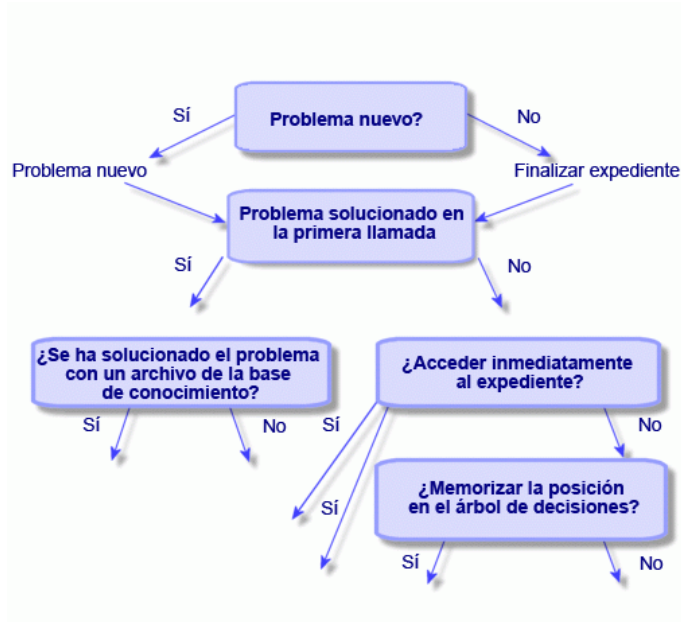 Problema nuevo?
Sí
No
Problema nuevo
Finalizar expediente
Problema solucionado en
la primera llamada
Sí
No
¿Se ha solucionado el problema
con un archivo de la base
de conocimiento?
¿Acceder inmediatamente
al expediente?
Sí
No
Sí
No
Sí
¿Memorizar la posición
en el árbol de decisiones?
Sí
No